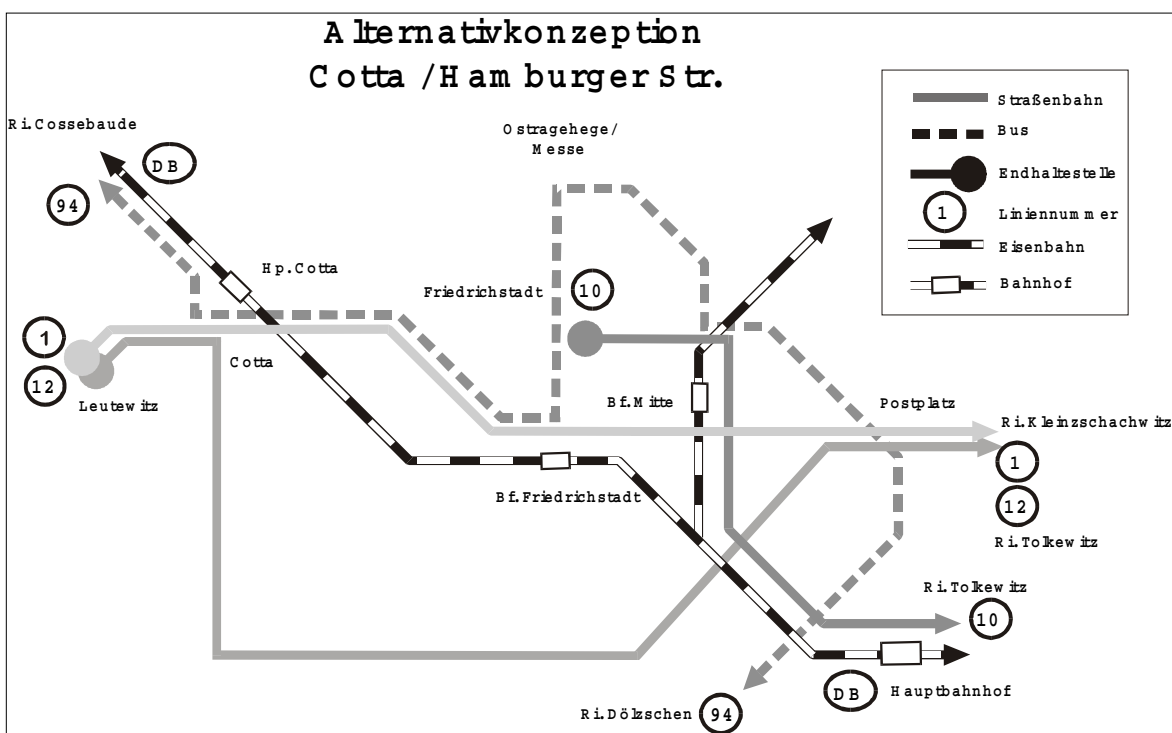 Alternativkonzeption
Cotta /Hamburger Str.
Straßenbahn
Bus
Endhaltestelle
1
Liniennummer
Eisenbahn
Bahnhof
Ri.Cossebaude
DB
94
Ostragehege/
Messe
Hp.Cotta
Friedrichstadt
10
1
12
Cotta
Leutewitz
Bf.Mitte
Postplatz
Ri.Kleinzschachwitz
1
12
Ri.Tolkewitz
Bf.Friedrichstadt
Ri.Tolkewitz
10
DB
Hauptbahnhof
Ri.Dölzschen
94